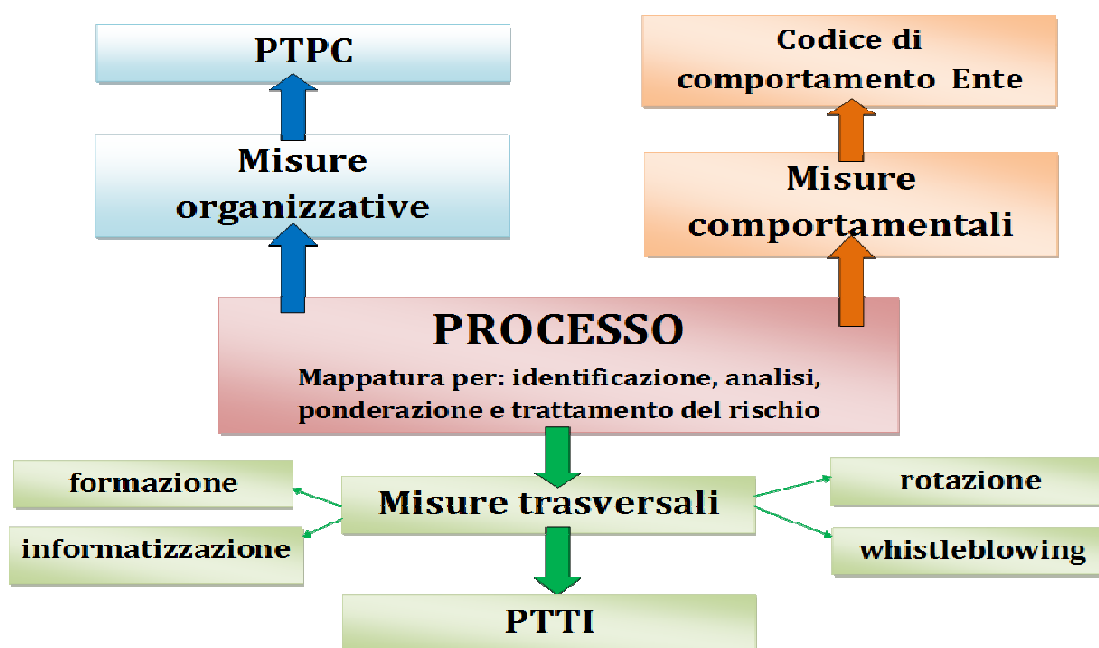 PTPC
Codice di
comportamento Ente
Misure
organizzative
Misure
comportamentali
PROCESSO
Mappatura per: identificazione, analisi,
ponderazione e trattamento del rischio
formazione
Misure trasversali
rotazione
informatizzazione
whistleblowing
PTTI